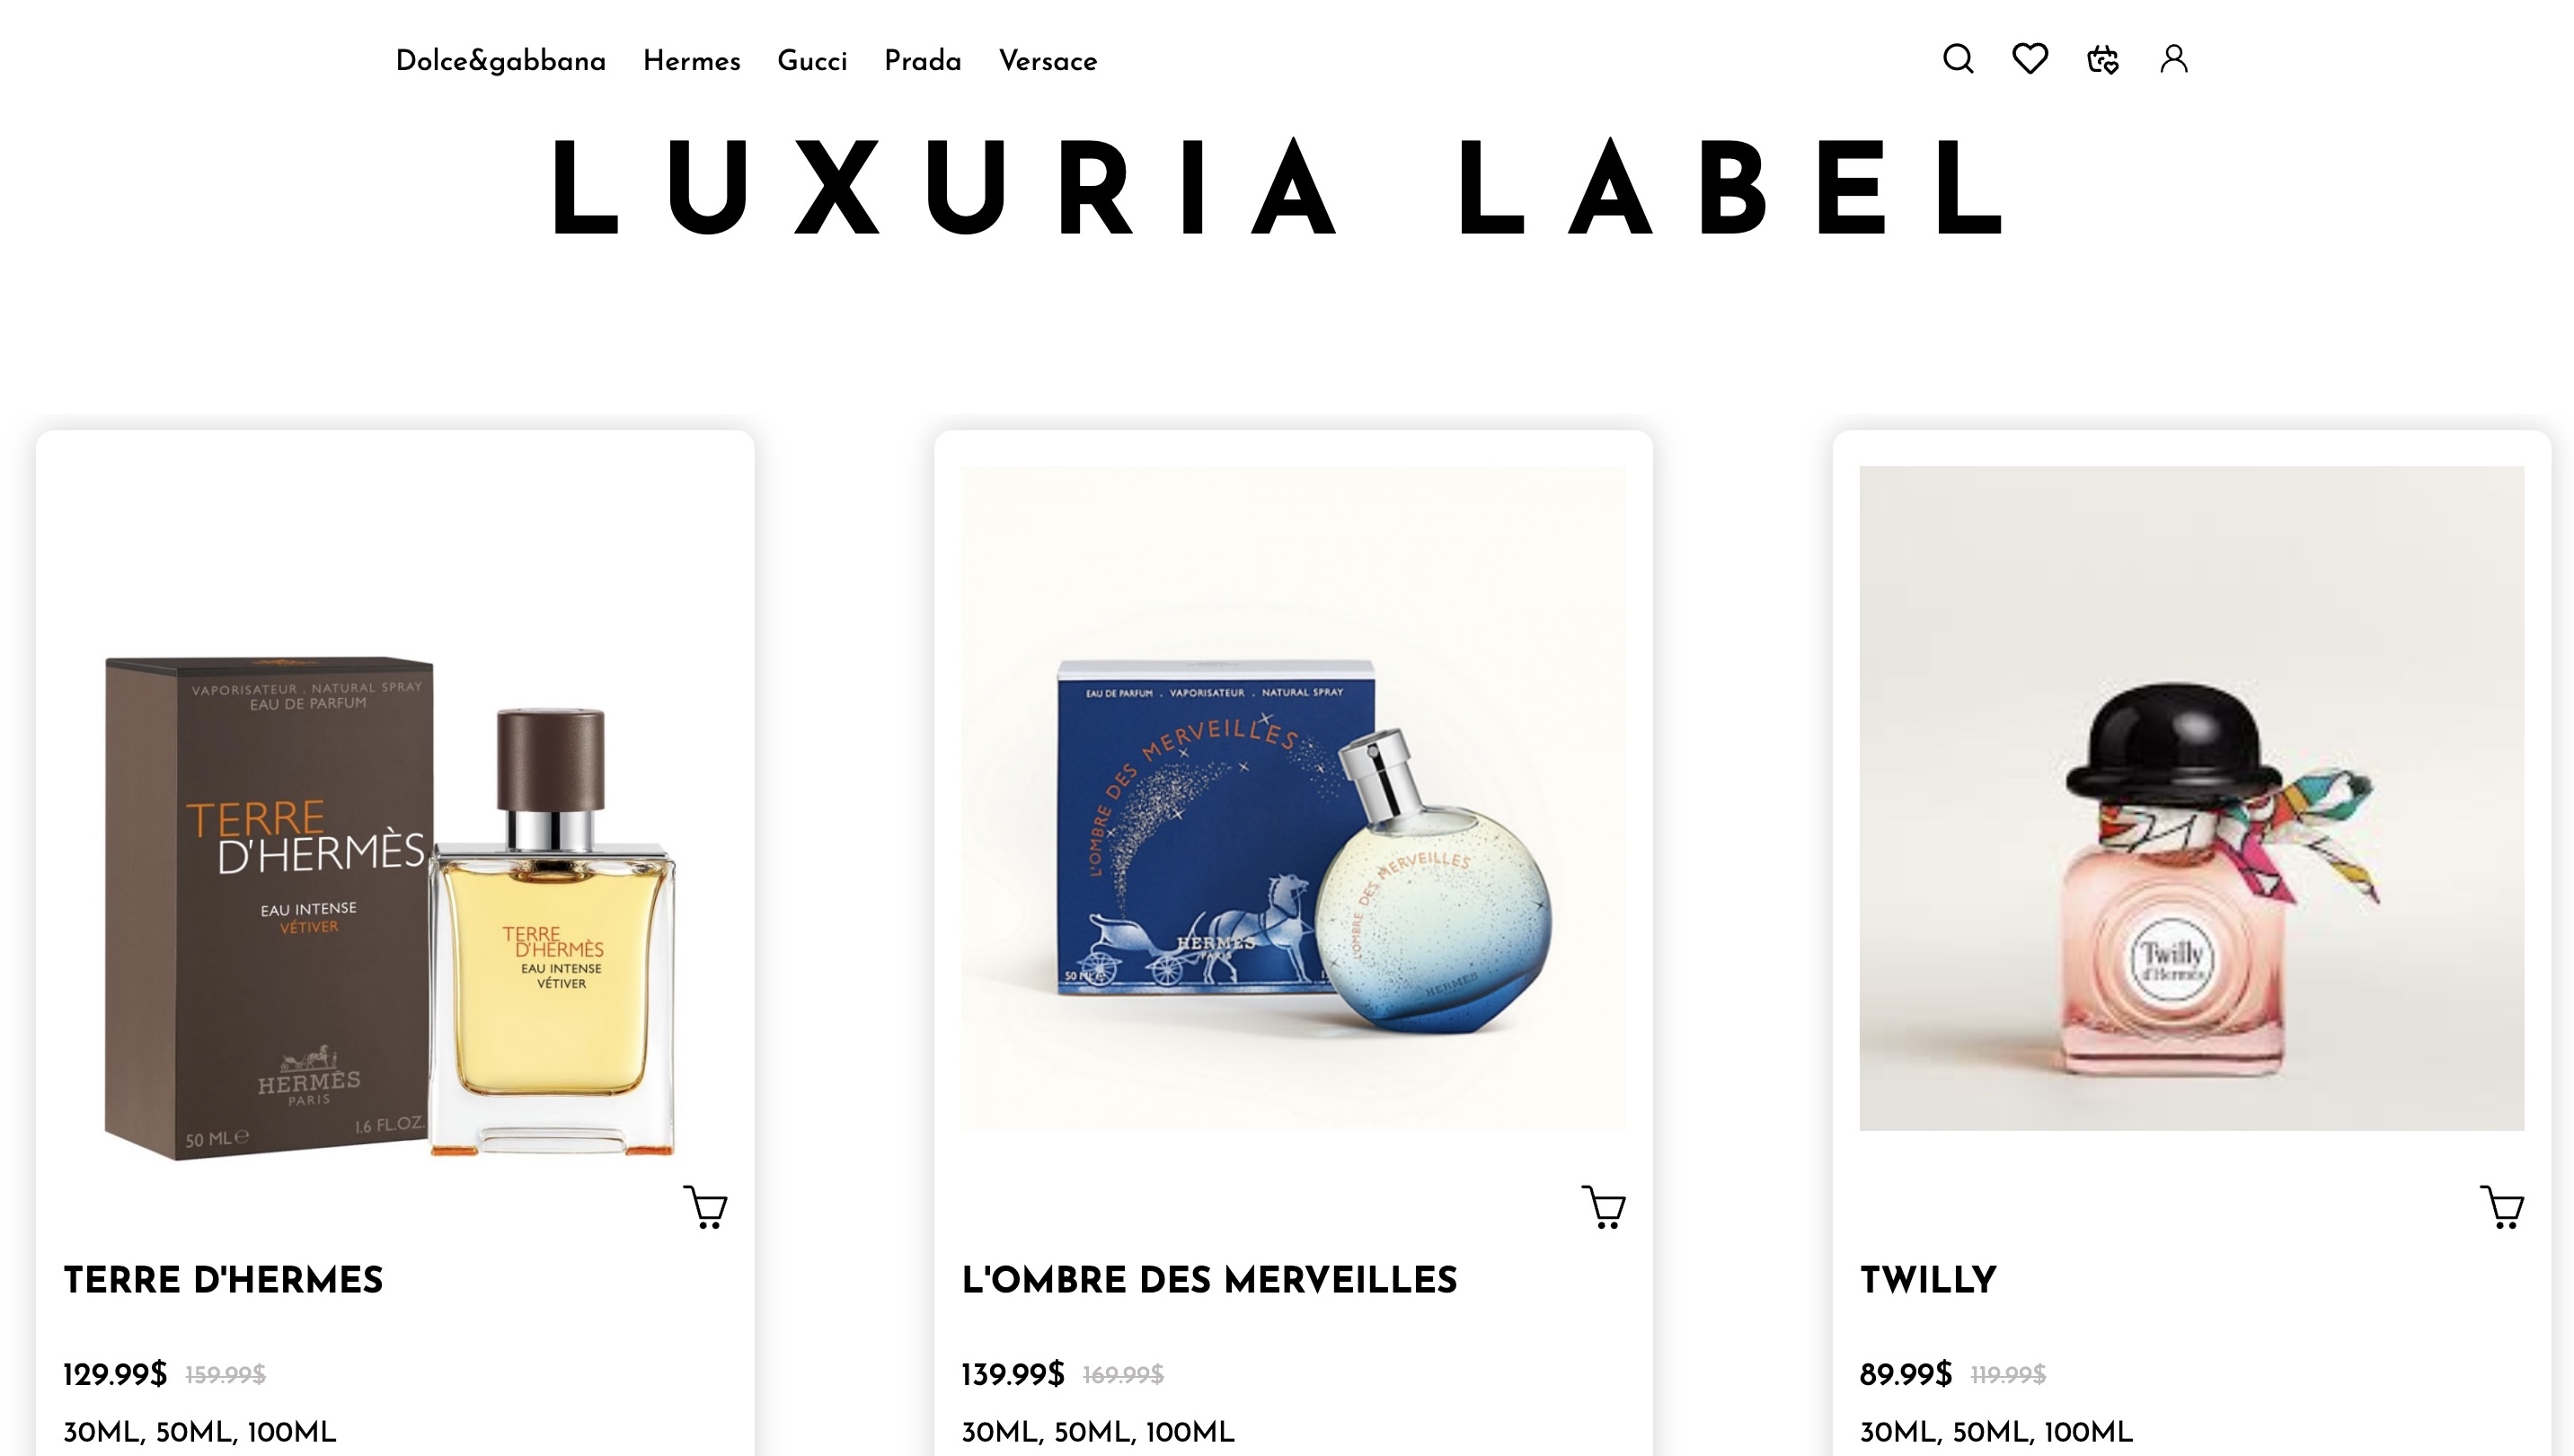 Dolce&gabbana Hermes Gucci Prada Versace
LUXURIA LABEL
VAPORISATEUR . NATURAL SPRAY
EAU DE PARFUM
TERRE
D'HERMÈS
EAU INTENSE
VÉTIVER
HERMÈS
PARIS
50 ML e
1.6 FL.OZ.
TERRE
D'HERMÈS
EAU INTENSE
VÉTIVER
EAU DE PARFUM . VAPORISATEUR . NATURAL SPRAY
L'OMBRE DES MERVEILLES
HERMÈS
PARIS
50 ML
L'OMBRE DES MERVEILLES
HERMÈS
Twilly
d'Hermès
TERRE D'HERMES
L'OMBRE DES MERVEILLES
TWILLY
129.99$ 159.99$
139.99$ 169.99$
89.99$ 119.99$
30ML, 50ML, 100ML
30ML, 50ML, 100ML
30ML, 50ML, 100ML